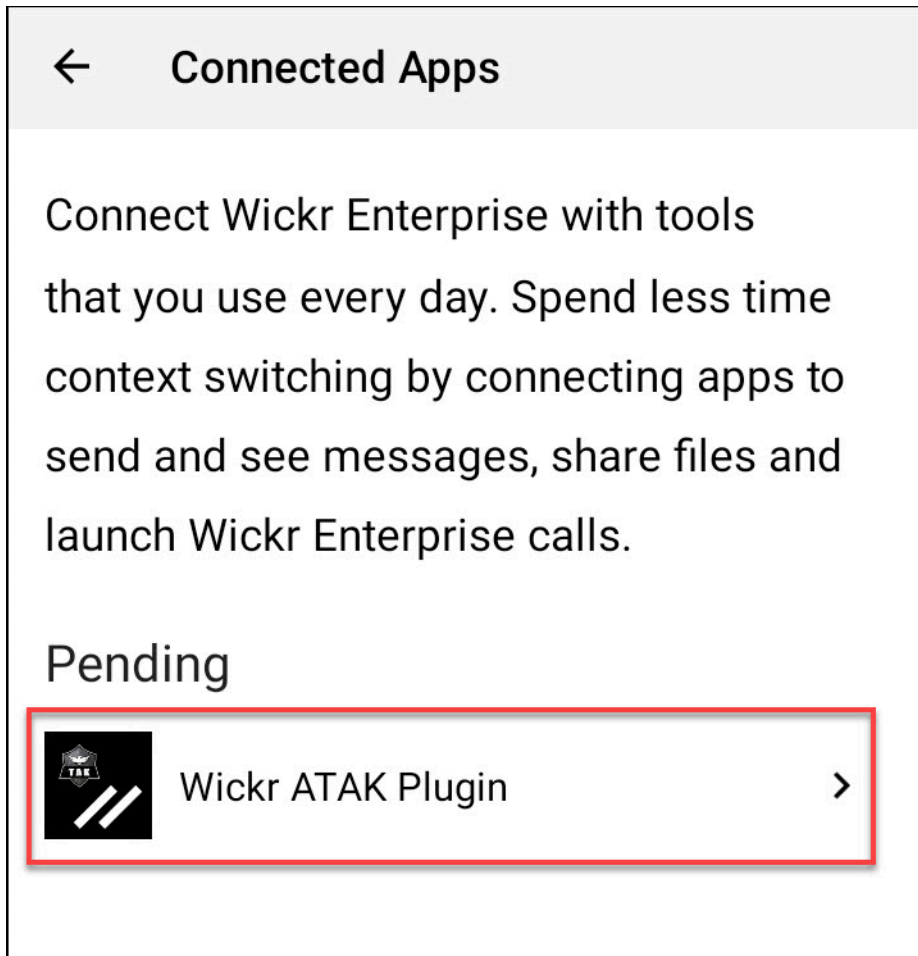 Connected Apps
Connect Wickr Enterprise with tools
that you use every day. Spend less time
context switching by connecting apps to
send and see messages, share files and
launch Wickr Enterprise calls.
Pending
TAK
Wickr ATAK Plugin